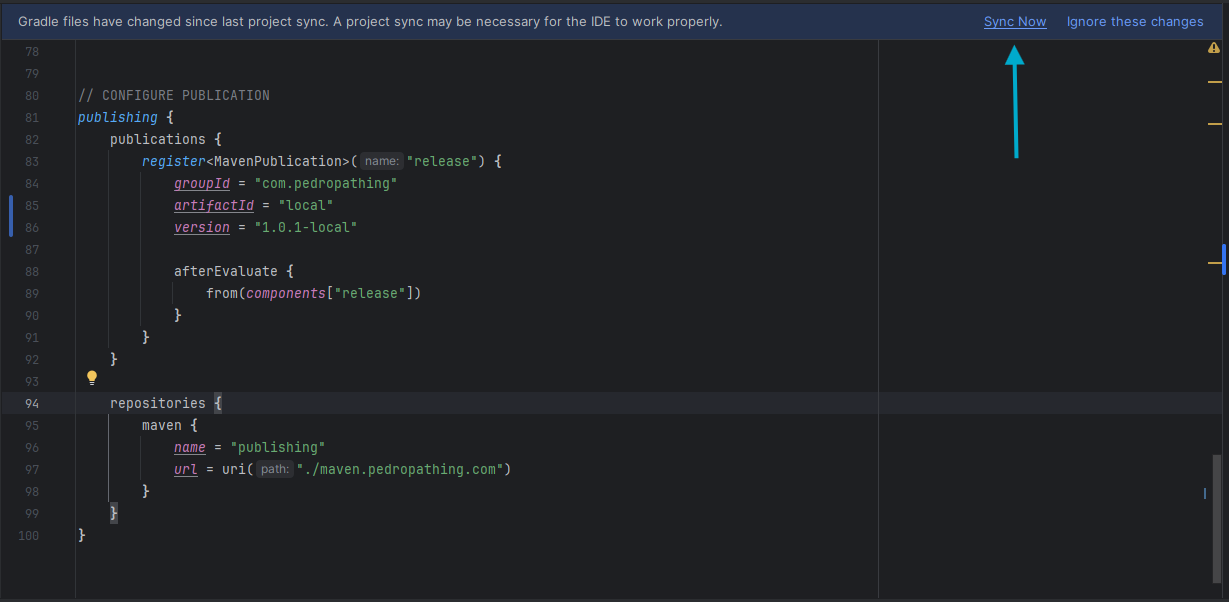 Gradle files have changed since last project sync. A project sync may be necessary for the IDE to work properly. Sync Now Ignore these changes
78
79
80 // CONFIGURE PUBLICATION
81 publishing {
82 publications {
83 register<MavenPublication>( name: "release") {
84 groupId = "com.pedropathing"
85 artifactId = "local"
86 version = "1.0.1-local"
87
88 afterEvaluate {
89 from(components["release"])
90 }
91 }
92 }
93
94 repositories {
95 maven {
96 name = "publishing"
97 url = uri( path: "./maven.pedropathing.com")
98 }
99 }
100 }